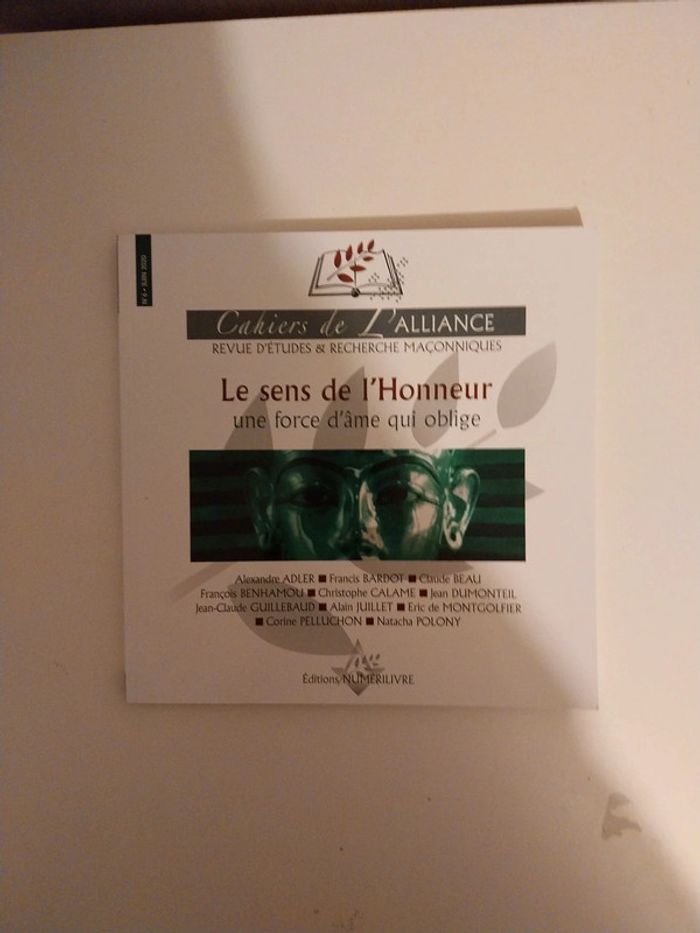 N 6 • JUIN 2020
Cahiers de L'ALLIANCE
REVUE D'ÉTUDES & RECHERCHE MAÇONNIQUES
Le sens de l'Honneur
une force d'âme qui oblige
Alexandre ADLER ■ Francis BARDOT ■ Claude BEAU
François BENHAMOU ■ Christophe CALAME ■ Jean DUMONTEIL
Jean-Claude GUILLEBAUD ■ Alain JUILLET ■ Eric de MONTGOLFIER
■ Corine PELLUCHON ■ Natacha POLONY
Éditions NUMÉRILIVRE